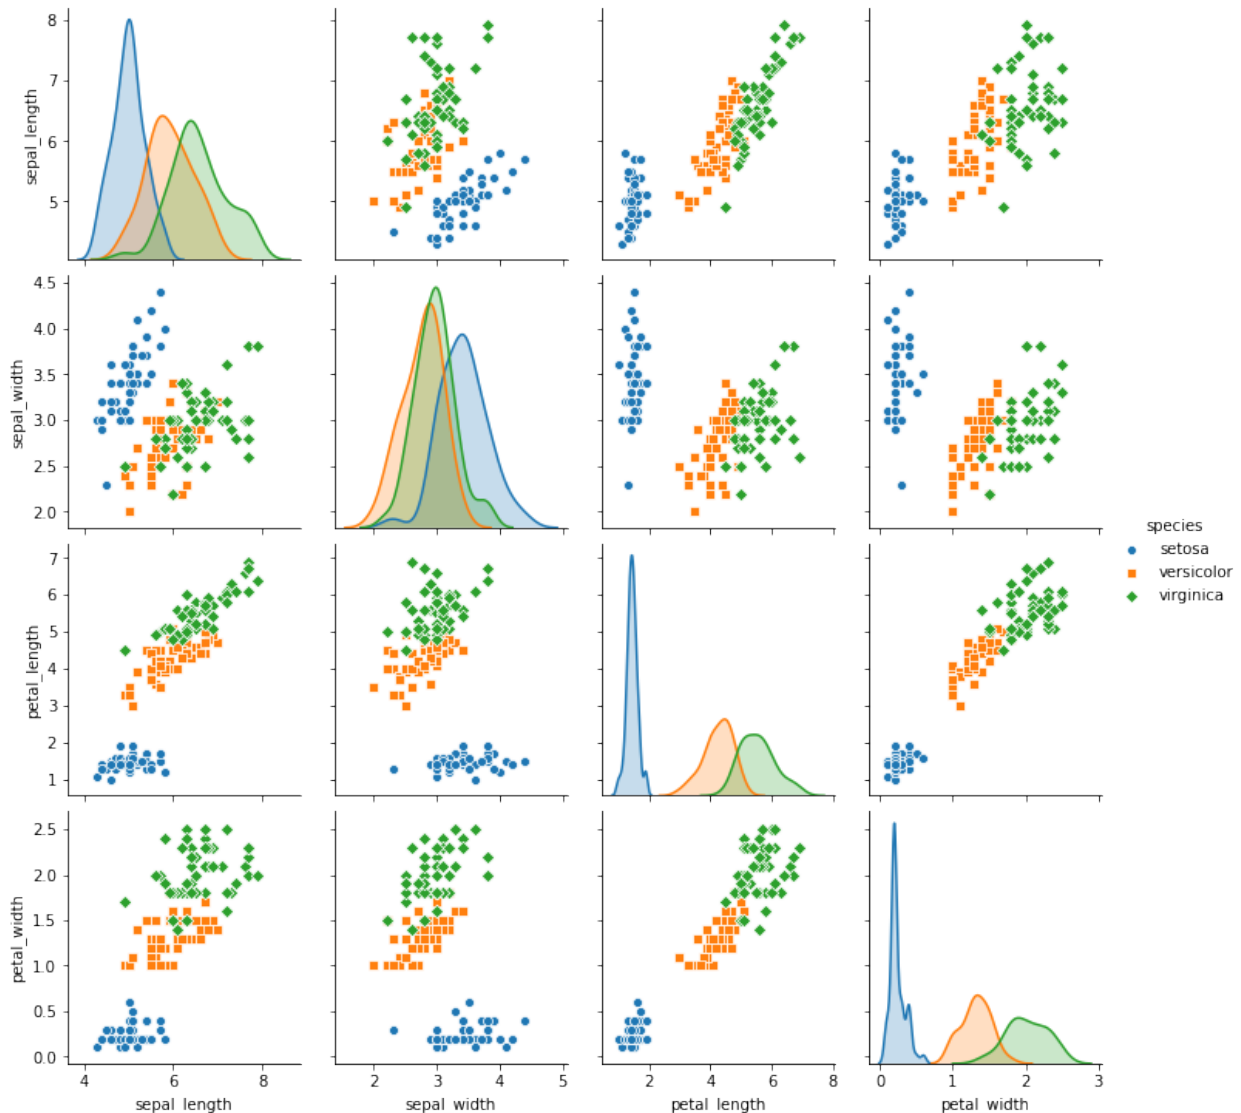 8
7
6
5
sepal_length
4.5
4.0
3.5
3.0
2.5
2.0
sepal_width
species
setosa
versicolor
virginica
7
6
5
4
3
2
1
petal_length
2.5
2.0
1.5
1.0
0.5
0.0
petal_width
4 6 8 2 3 4 5 2 4 6 8 0 1 2 3
sepal_length sepal_width petal_length petal_width